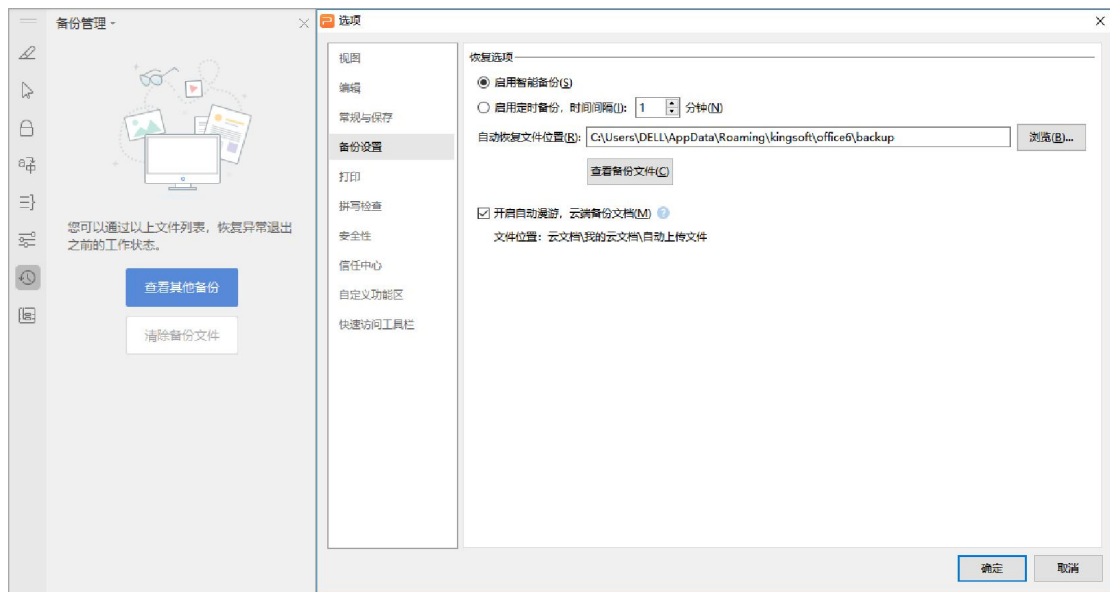 备份管理
您可以通过以上文件列表，恢复异常退出
之前的工作状态。
查看其他备份
清除备份文件
选项
视图
编辑
常规与保存
备份设置
打印
拼写检查
安全性
信任中心
自定义功能区
快速访问工具栏
恢复选项
启用智能备份(S)
启用定时备份，时间间隔(I): 1 分钟(N)
自动恢复文件位置(R): C:\Users\DELL\AppData\Roaming\kingsoft\office6\backup 浏览(B)...
查看备份文件(C)
开启自动漫游，云端备份文档(M) ?
文件位置：云文档\我的云文档\自动上传文件
确定 取消